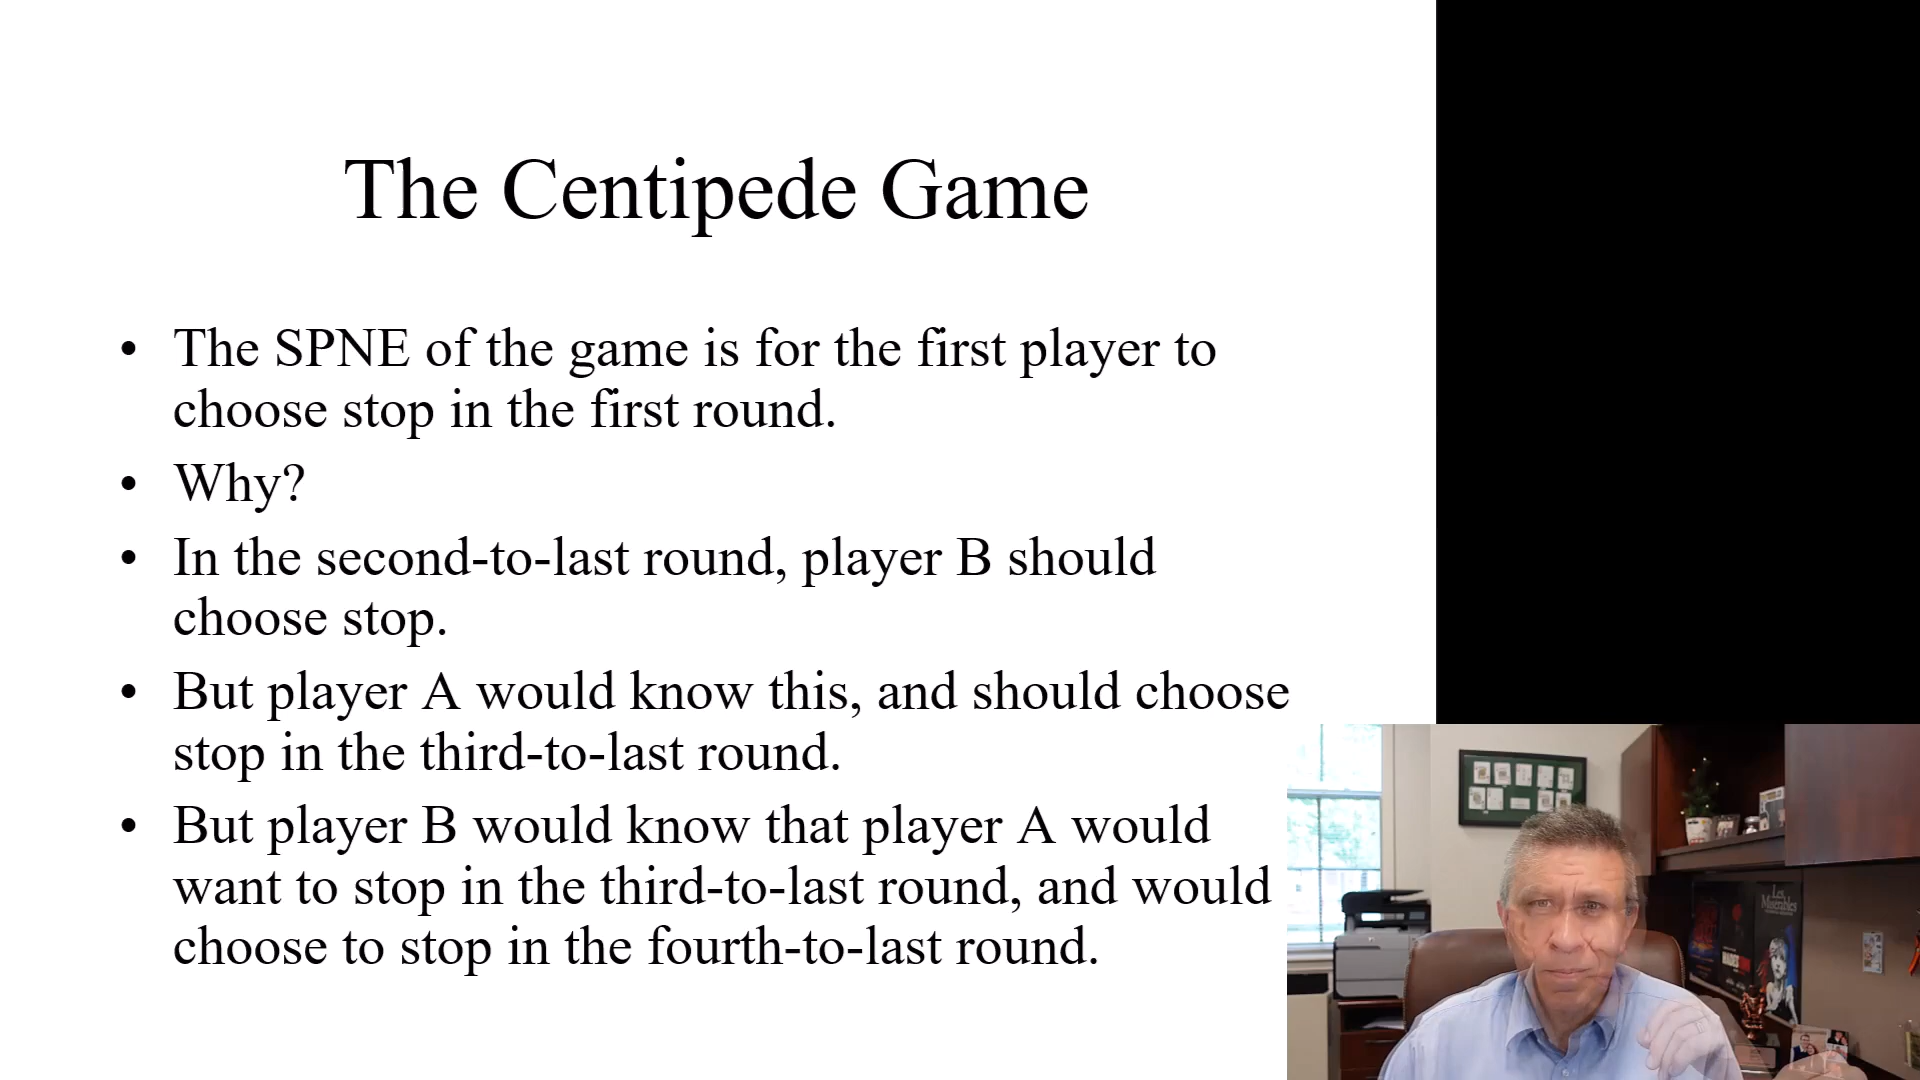 The Centipede Game
• The SPNE of the game is for the first player to
choose stop in the first round.
• Why?
• In the second-to-last round, player B should
choose stop.
• But player A would know this, and should choose
stop in the third-to-last round.
• But player B would know that player A would
want to stop in the third-to-last round, and would
choose to stop in the fourth-to-last round.
Les
Misérables